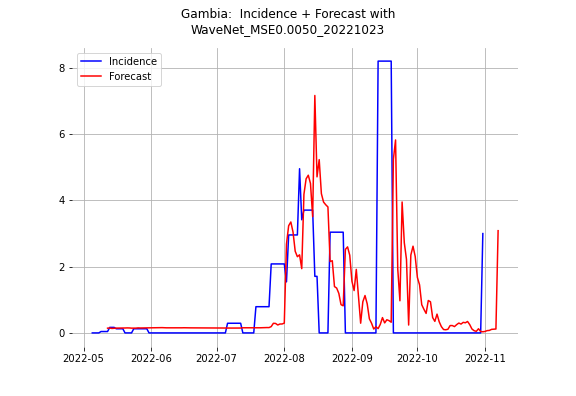 Gambia:  Incidence + Forecast with
WaveNet_MSE0.0050_20221023
Incidence
Forecast
8
6
4
2
0
2022-05 2022-06 2022-07 2022-08 2022-09 2022-10 2022-11